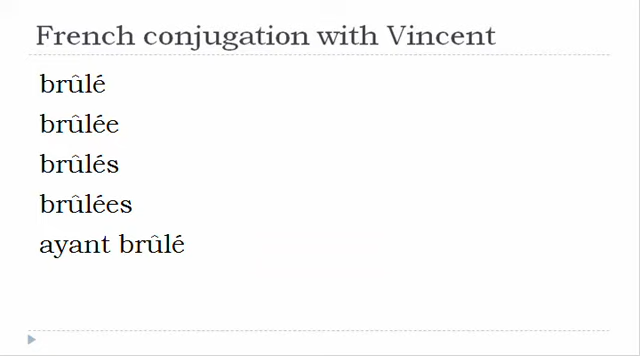 French conjugation with Vincent
brûlé
brûlée
brûlés
brûlées
ayant brûlé